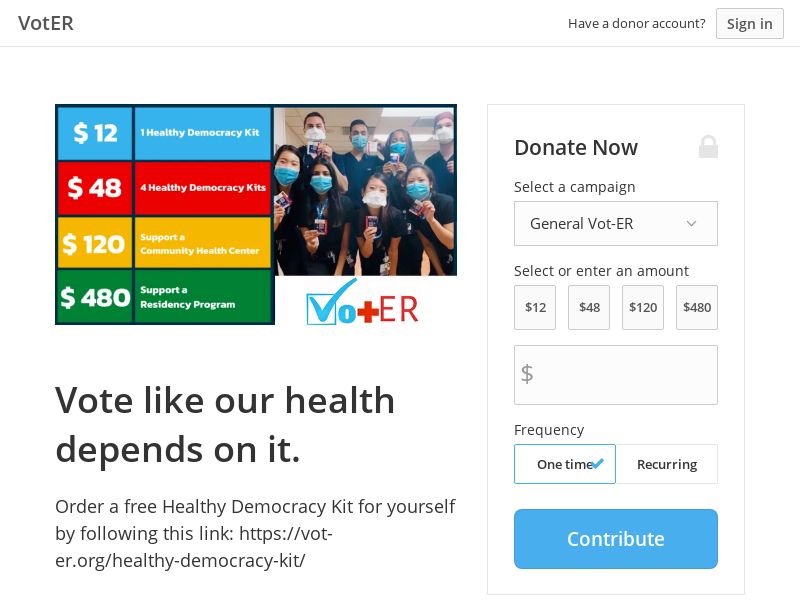 VotER
Have a donor account?
Sign in
$ 12
1 Healthy Democracy Kit
$ 48
4 Healthy Democracy Kits
$ 120
Support a
Community Health Center
$ 480
Support a
Residency Program
VotER
Vote like our health
depends on it.
Order a free Healthy Democracy Kit for yourself
by following this link: https://vot-
er.org/healthy-democracy-kit/
Donate Now
Select a campaign
General Vot-ER
Select or enter an amount
$12 $48 $120 $480
$
Frequency
One time Recurring
Contribute